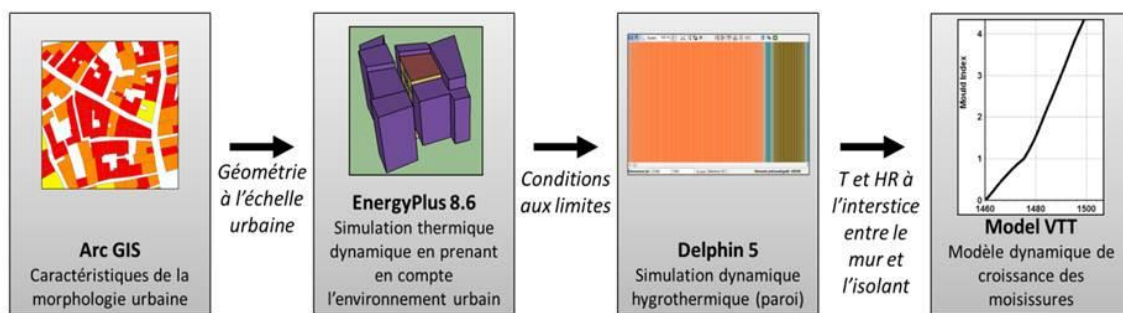 Arc GIS
Caractéristiques de la
morphologie urbaine
Géométrie
à l'échelle
urbaine
EnergyPlus 8.6
Simulation thermique
dynamique en prenant
en compte
l'environnement urbain
Conditions
aux limites
Delphin 5
Simulation dynamique
hygrothermique (paroi)
T et HR à
l'interstice
entre le
mur et
l'isolant
Mould Index
4
3
2
1
0
1460 1480 1500
Model VTT
Modèle dynamique de
croissance des
moisissures